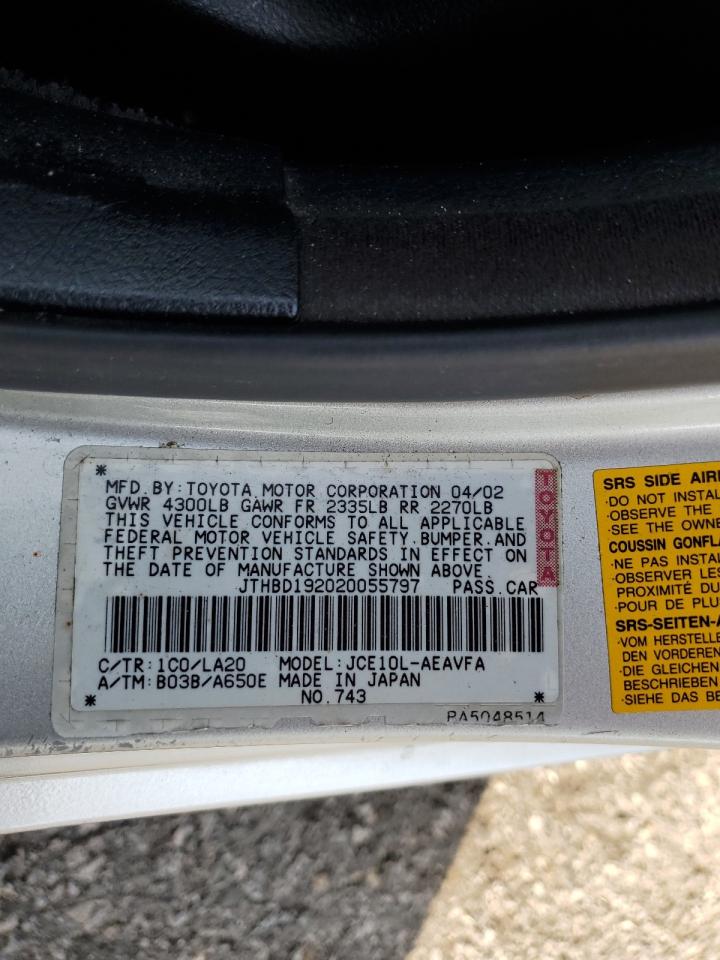 *
MFD.BY:TOYOTA MOTOR CORPORATION 04/02
GVWR 4300LB GAWR FR 2335LB RR 2270LB
THIS VEHICLE CONFORMS TO ALL APPLICABLE
FEDERAL MOTOR VEHICLE SAFETY,BUMPER,AND
THEFT PREVENTION STANDARDS IN EFFECT ON
THE DATE OF MANUFACTURE SHOWN ABOVE.
JTHBD192020055797 PASS.CAR
C/TR:1C0/LA20 MODEL:JCE10L-AEAVFA
A/TM:B03B/A650E MADE IN JAPAN
* NO.743 *
BA5048514
TOYOTA
SRS SIDE AIR
·DO NOT INSTAL
·OBSERVE THE
·SEE THE OWNE
COUSSIN GONFLA
·NE PAS INSTA
·OBSERVER LES
PROXIMITÉ DU
·POUR DE PLU
SRS-SEITEN-A
·VOM HERSTELLE
DEN VORDEREN
·DIE GLEICHEN
BESCHRIEBEN
·SIEHE DAS BE